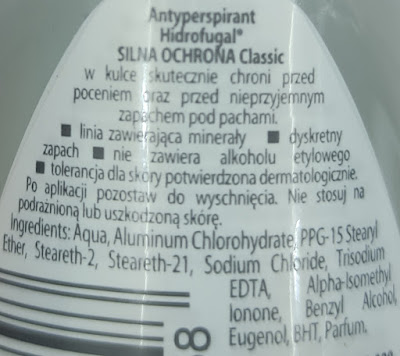 Antyperspirant
Hidrofugal®
SILNA OCHRONA Classic
w kulce skutecznie chroni przed
poceniem oraz przed nieprzyjemnym
zapachem pod pachami.
■ linia zawierająca minerały ■ dyskretny
zapach ■ nie zawiera alkoholu etylowego
■ tolerancja dla skóry potwierdzona dermatologicznie.
Po aplikacji pozostaw do wyschnięcia. Nie stosuj na
podrażnioną lub uszkodzoną skórę.
Ingredients: Aqua, Aluminum Chlorohydrate, PPG-15 Stearyl
Ether, Steareth-2, Steareth-21, Sodium Chloride, Trisodium
EDTA, Alpha-Isomethyl
Ionone, Benzyl Alcohol,
Eugenol, BHT, Parfum.